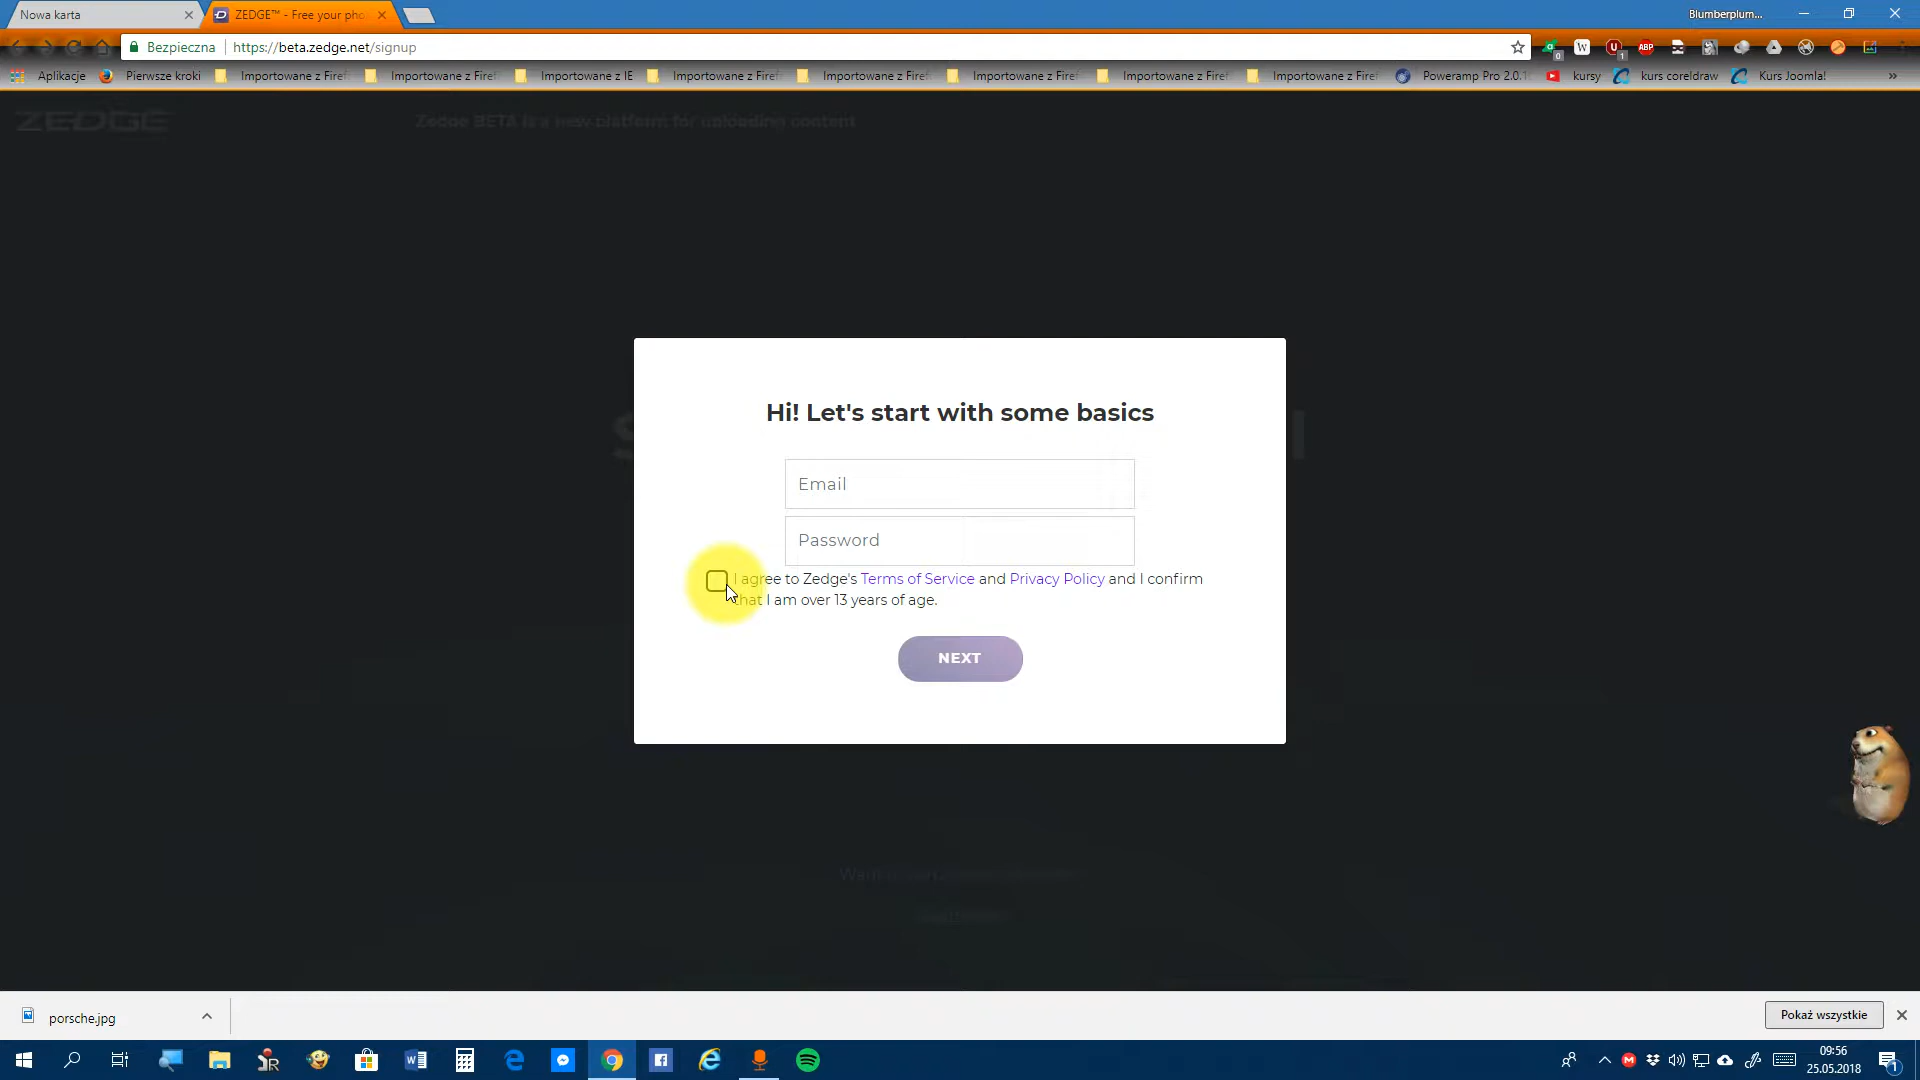 Nowa karta
ZEDGE™ - Free your pho
Blumberplum...
Bezpieczna
https://beta.zedge.net/signup
Aplikacje
Pierwsze kroki
Importowane z Firef
Importowane z Firef
Importowane z IE
Importowane z Firef
Importowane z Firef
Importowane z Firef
Importowane z Firef
Importowane z Firef
Poweramp Pro 2.0.1
kursy
kurs coreldraw
Kurs Joomla!
ZEDGE
Zedge BETA is a new platform for uploading content
Hi! Let's start with some basics
Email
Password
I agree to Zedge's Terms of Service and Privacy Policy and I confirm
that I am over 13 years of age.
NEXT
porsche.jpg
Pokaż wszystkie
09:56
25.05.2018